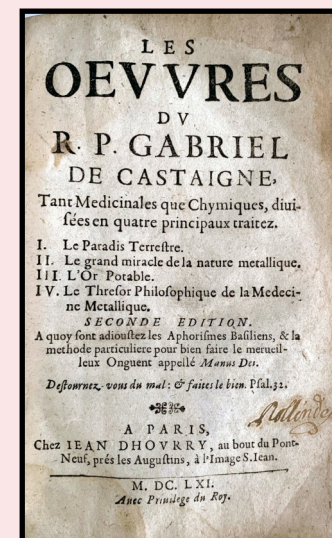 LES
OEVVRES
DV
R. P. GABRIEL
DE CASTAIGNE,
Tant Medicinales que Chymiques, diui-
sées en quatre principaux traitez.
I. Le Paradis Terrestre.
II. Le grand miracle de la nature metallique.
III. L'Or Potable.
IV. Le Thresor Philosophique de la Medeci-
ne Metallique.
SECONDE EDITION.
A quoy sont adioustez les Aphorismes Basiliens, & la
methode particuliere pour bien faire le merueil-
leux Onguent appellé Manus Dei.
Destournez-vous du mal: & faites le bien. Psal.32.
A PARIS,
Chez IEAN DHOVRRY, au bout du Pont-
Neuf, prés les Augustins, à l'Image S. Iean.
M. DC. LXI.
Auec Priuilege du Roy.